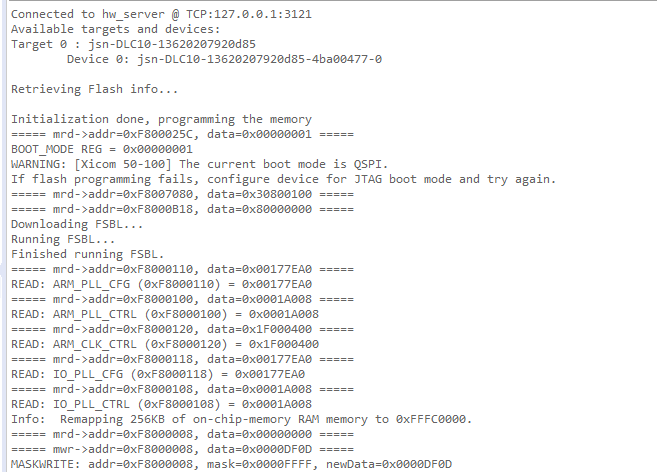 Connected to hw_server @ TCP:127.0.0.1:3121
Available targets and devices:
Target 0 : jsn-DLC10-13620207920d85
Device 0: jsn-DLC10-13620207920d85-4ba00477-0
Retrieving Flash info...
Initialization done, programming the memory
===== mrd->addr=0xF800025C, data=0x00000001 =====
BOOT_MODE REG = 0x00000001
WARNING: [Xicom 50-100] The current boot mode is QSPI.
If flash programming fails, configure device for JTAG boot mode and try again.
===== mrd->addr=0xF8007080, data=0x30800100 =====
===== mrd->addr=0xF8000B18, data=0x80000000 =====
Downloading FSBL...
Running FSBL...
Finished running FSBL.
===== mrd->addr=0xF8000110, data=0x00177EA0 =====
READ: ARM_PLL_CFG (0xF8000110) = 0x00177EA0
===== mrd->addr=0xF8000100, data=0x0001A008 =====
READ: ARM_PLL_CTRL (0xF8000100) = 0x0001A008
===== mrd->addr=0xF8000120, data=0x1F000400 =====
READ: ARM_CLK_CTRL (0xF8000120) = 0x1F000400
===== mrd->addr=0xF8000118, data=0x00177EA0 =====
READ: IO_PLL_CFG (0xF8000118) = 0x00177EA0
===== mrd->addr=0xF8000108, data=0x0001A008 =====
READ: IO_PLL_CTRL (0xF8000108) = 0x0001A008
Info:  Remapping 256KB of on-chip-memory RAM memory to 0xFFFC0000.
===== mrd->addr=0xF8000008, data=0x00000000 =====
===== mwr->addr=0xF8000008, data=0x0000DF0D =====
MASKWRITE: addr=0xF8000008, mask=0x0000FFFF, newData=0x0000DF0D